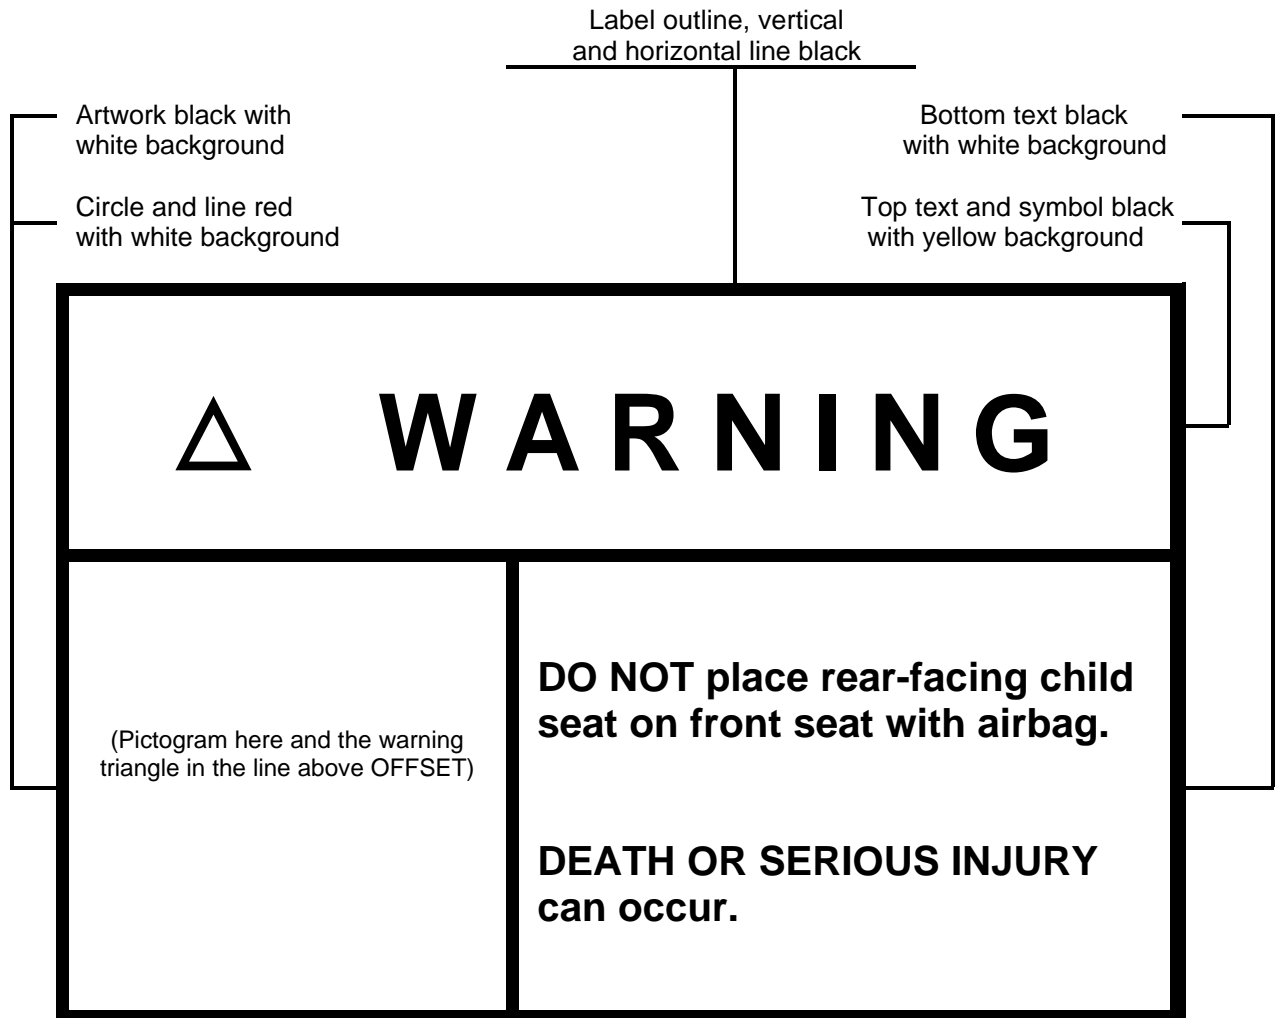 Label outline, vertical
and horizontal line black
Artwork black with
white background
Bottom text black
with white background
Circle and line red
with white background
Top text and symbol black
with yellow background
WARNING
(Pictogram here and the warning
triangle in the line above OFFSET)
DO NOT place rear-facing child
seat on front seat with airbag.
DEATH OR SERIOUS INJURY
can occur.